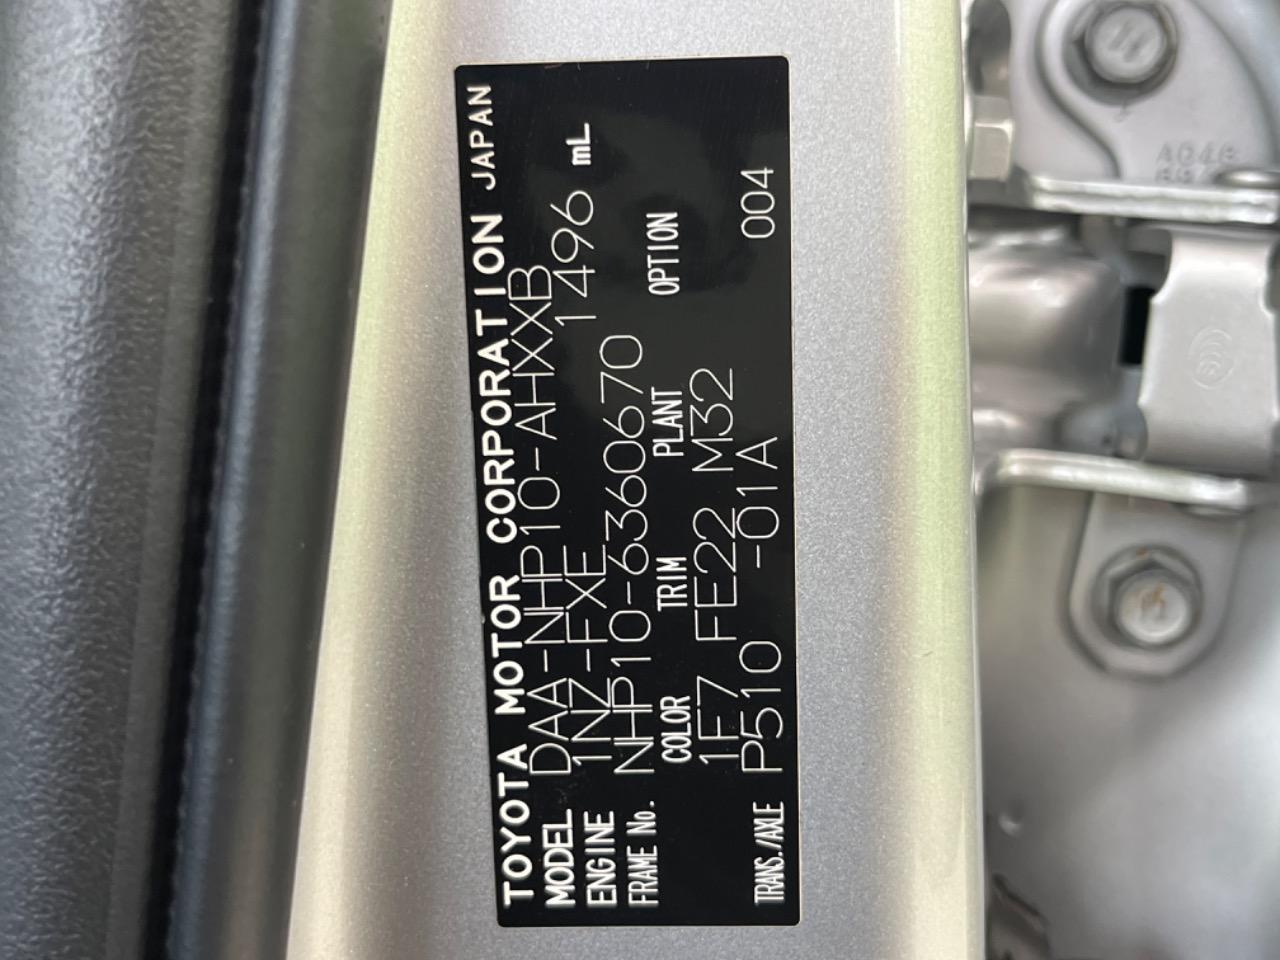 TOYOTA MOTOR CORPORATION JAPAN
MODEL DAA-NHP10-AHXXB
ENGINE 1NZ-FXE 1496 mL
FRAME No. NHP10-6360670
COLOR TRIM PLANT OPTION
1F7 FE22 M32
TRANS./AXLE P510 -01A 004